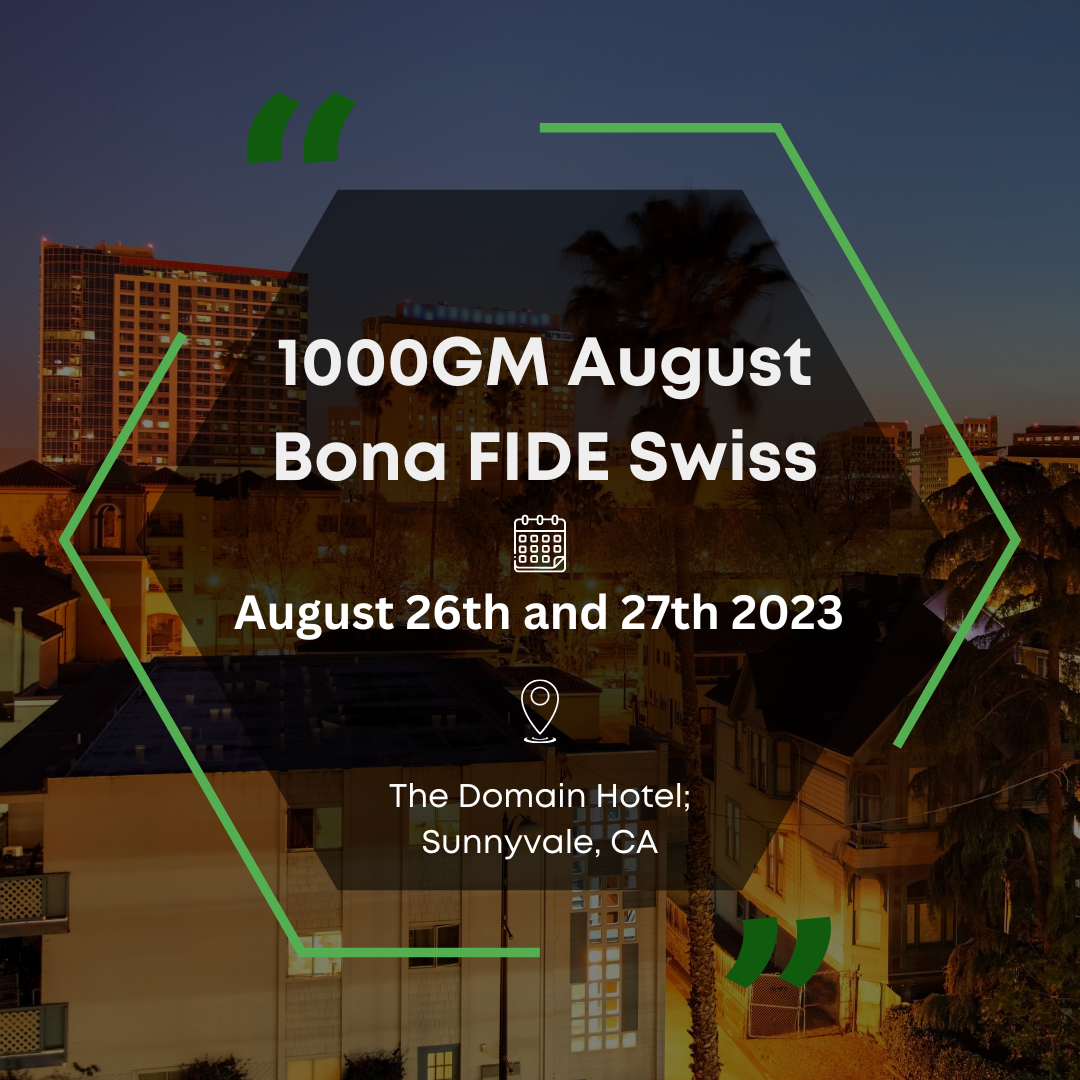 1000GM August
Bona FIDE Swiss
August 26th and 27th 2023
The Domain Hotel;
Sunnyvale, CA